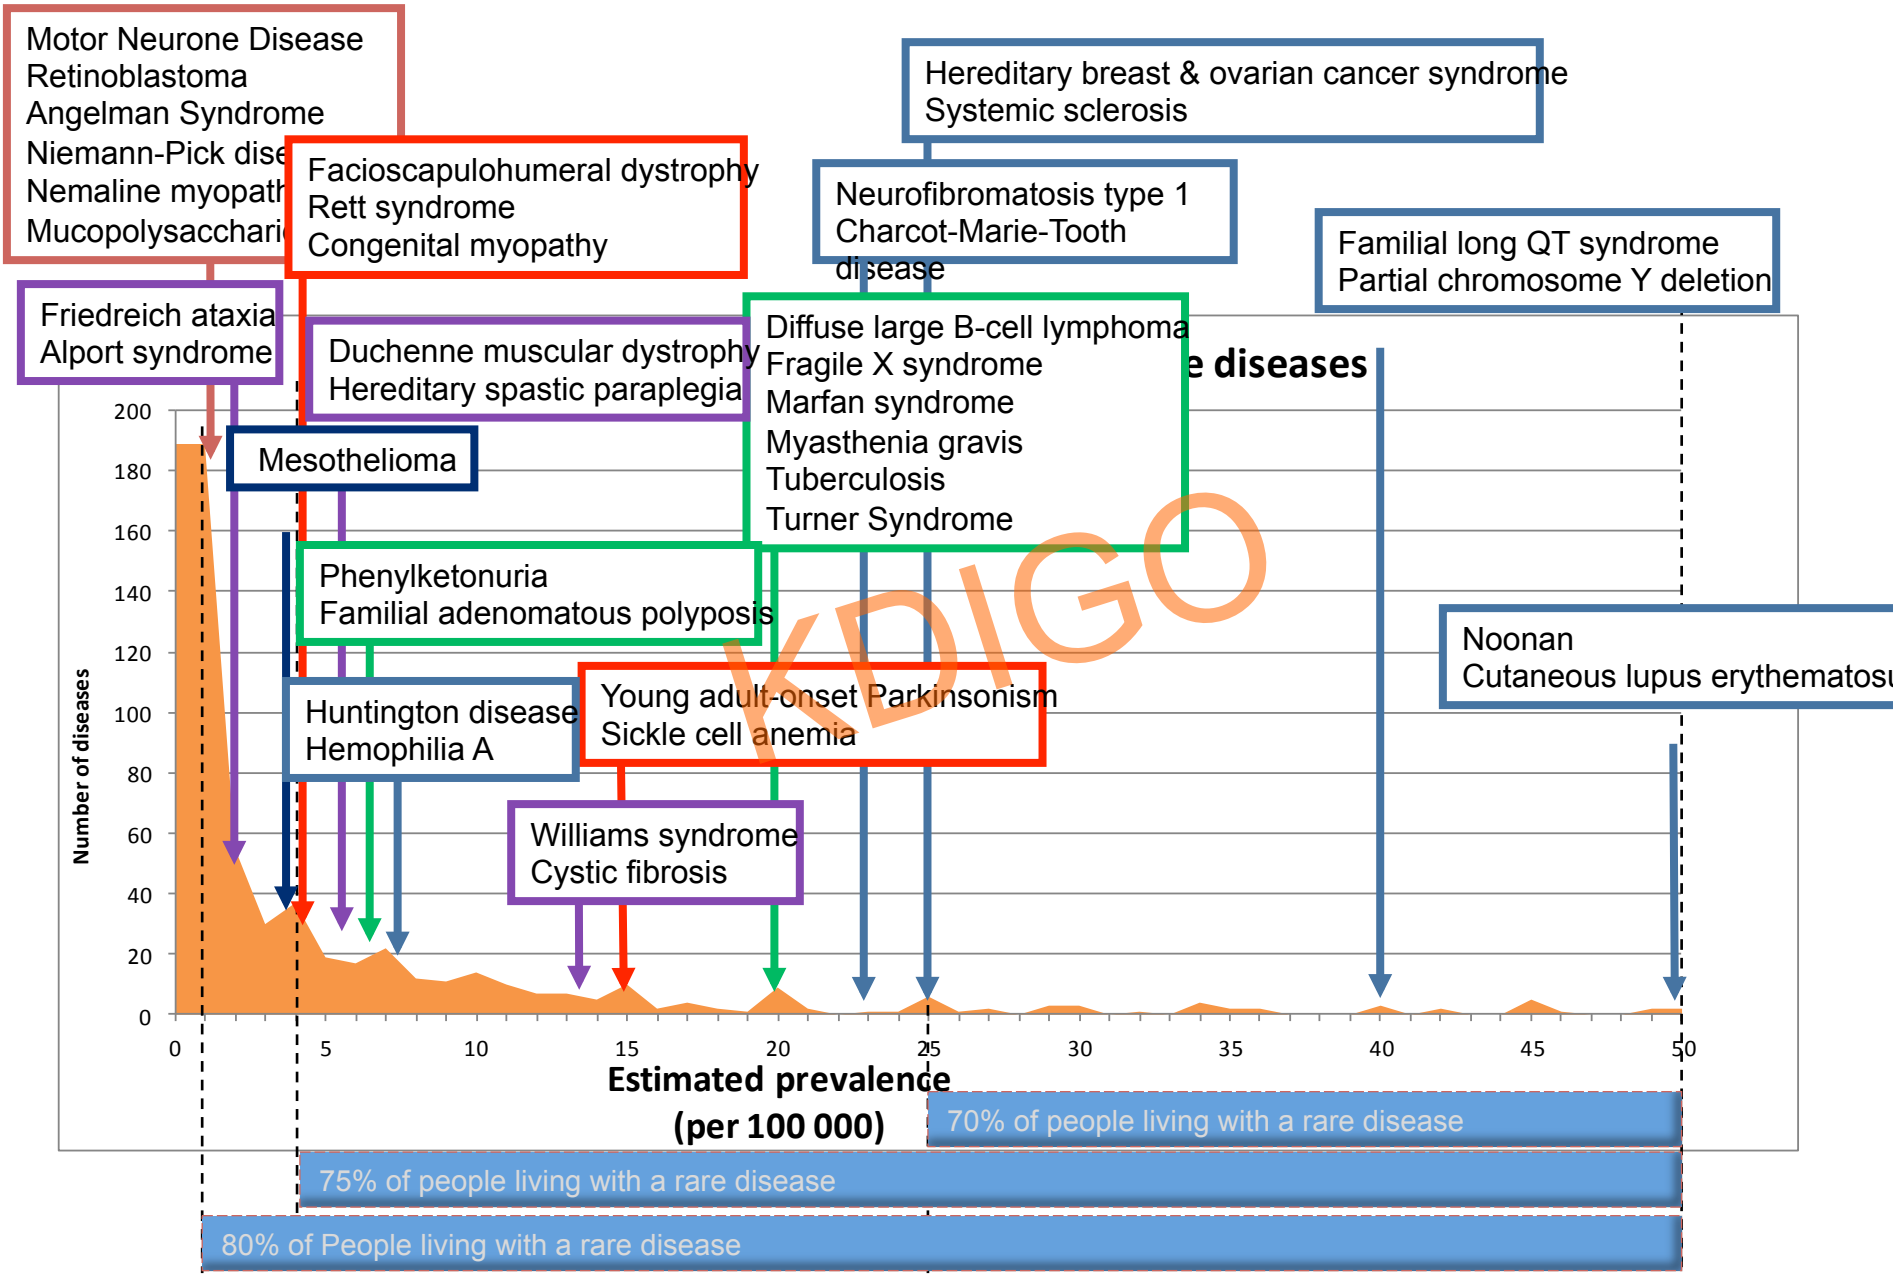 Motor Neurone Disease
Retinoblastoma
Angelman Syndrome
Niemann-Pick
Nemaline
Facioscapulohumeral dystrophy
Rett syndrome
Congenital myopathy
Hereditary breast & ovarian cancer syndrome
Systemic sclerosis
Neurofibromatosis type 1
Charcot-Marie-Tooth
disease
Familial long QT syndrome
Partial chromosome Y deletion
Friedreich ataxia
Alport syndrome
Duchenne muscular dystrophy
Hereditary spastic paraplegia
Diffuse large B-cell lymphoma
Fragile X syndrome
Marfan syndrome
Myasthenia gravis
Tuberculosis
Turner Syndrome
diseases
Mesothelioma
Phenylketonuria
Familial adenomatous polyposis
Huntington disease
Hemophilia A
Young adult-onset Parkinsonism
Sickle cell anemia
Williams syndrome
Cystic fibrosis
Noonan
Cutaneous lupus
KDIGO
Number of diseases
200
180
160
140
120
100
80
60
40
20
0
0 5 10 15 20 25 30 35 40 45 50
Estimated prevalence
(per 100 000)
70% of people living with a rare disease
75% of people living with a rare disease
80% of People living with a rare disease